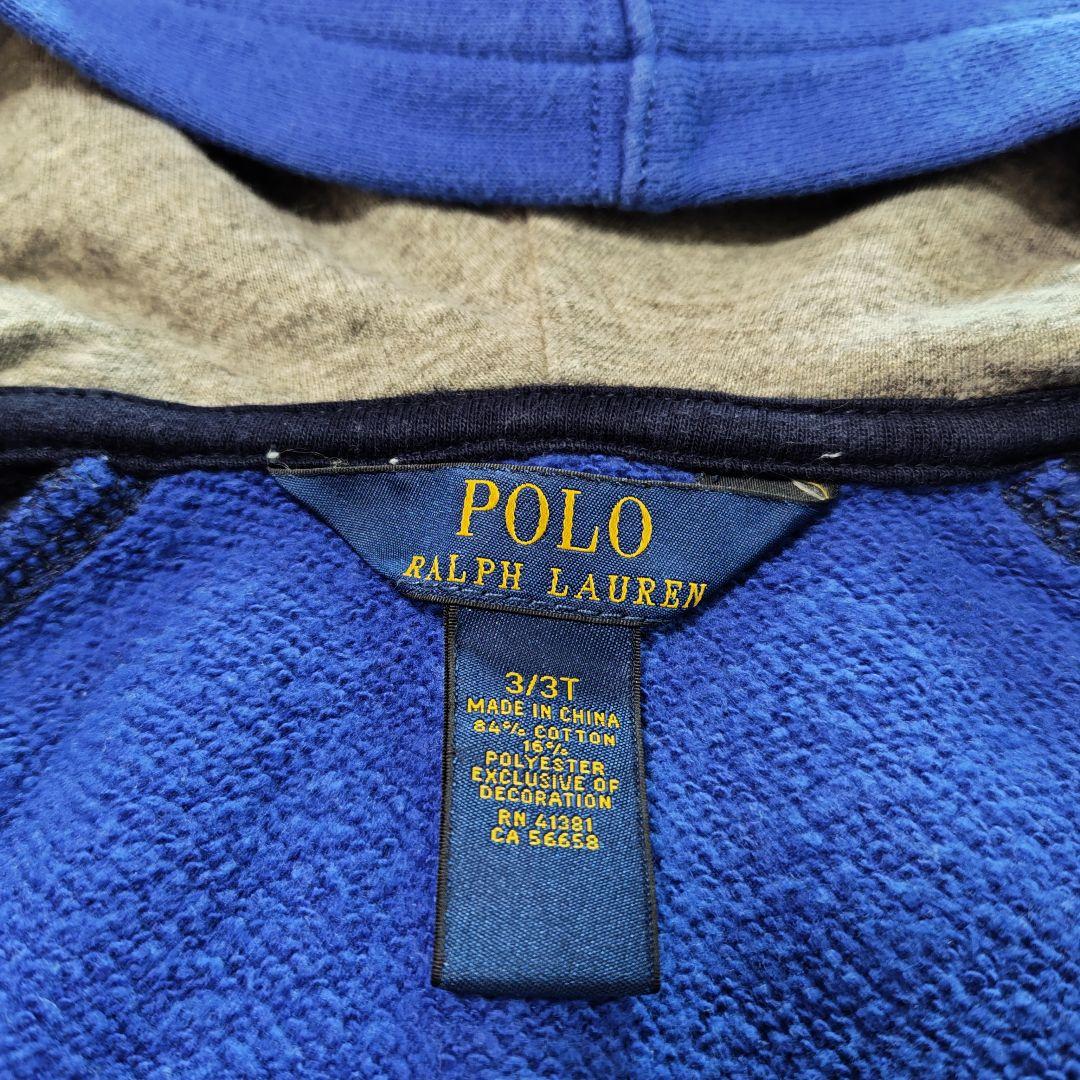 POLO
RALPH LAUREN
3/3T
MADE IN CHINA
84% COTTON
16%
POLYESTER
EXCLUSIVE OF
DECORATION
RN 41381
CA 56658